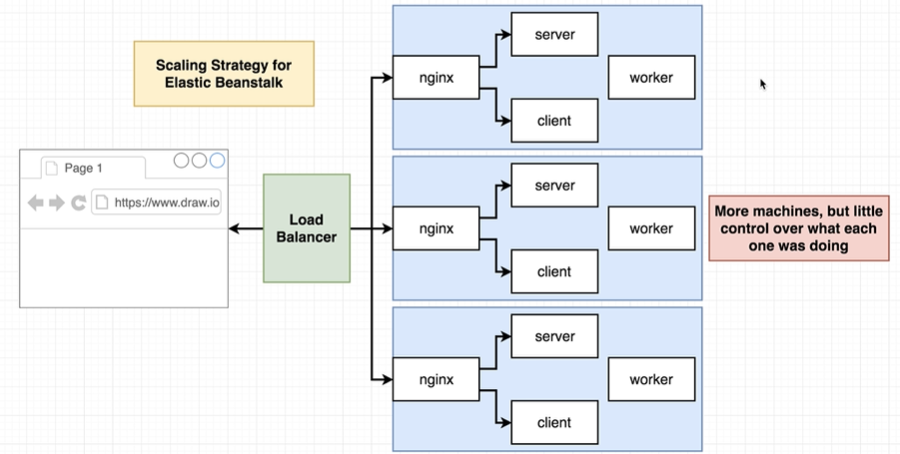 Scaling Strategy for
Elastic Beanstalk
Page 1
https://www.draw.io
Load
Balancer
nginx
server
client
worker
nginx
server
client
worker
nginx
server
client
worker
More machines, but little
control over what each
one was doing